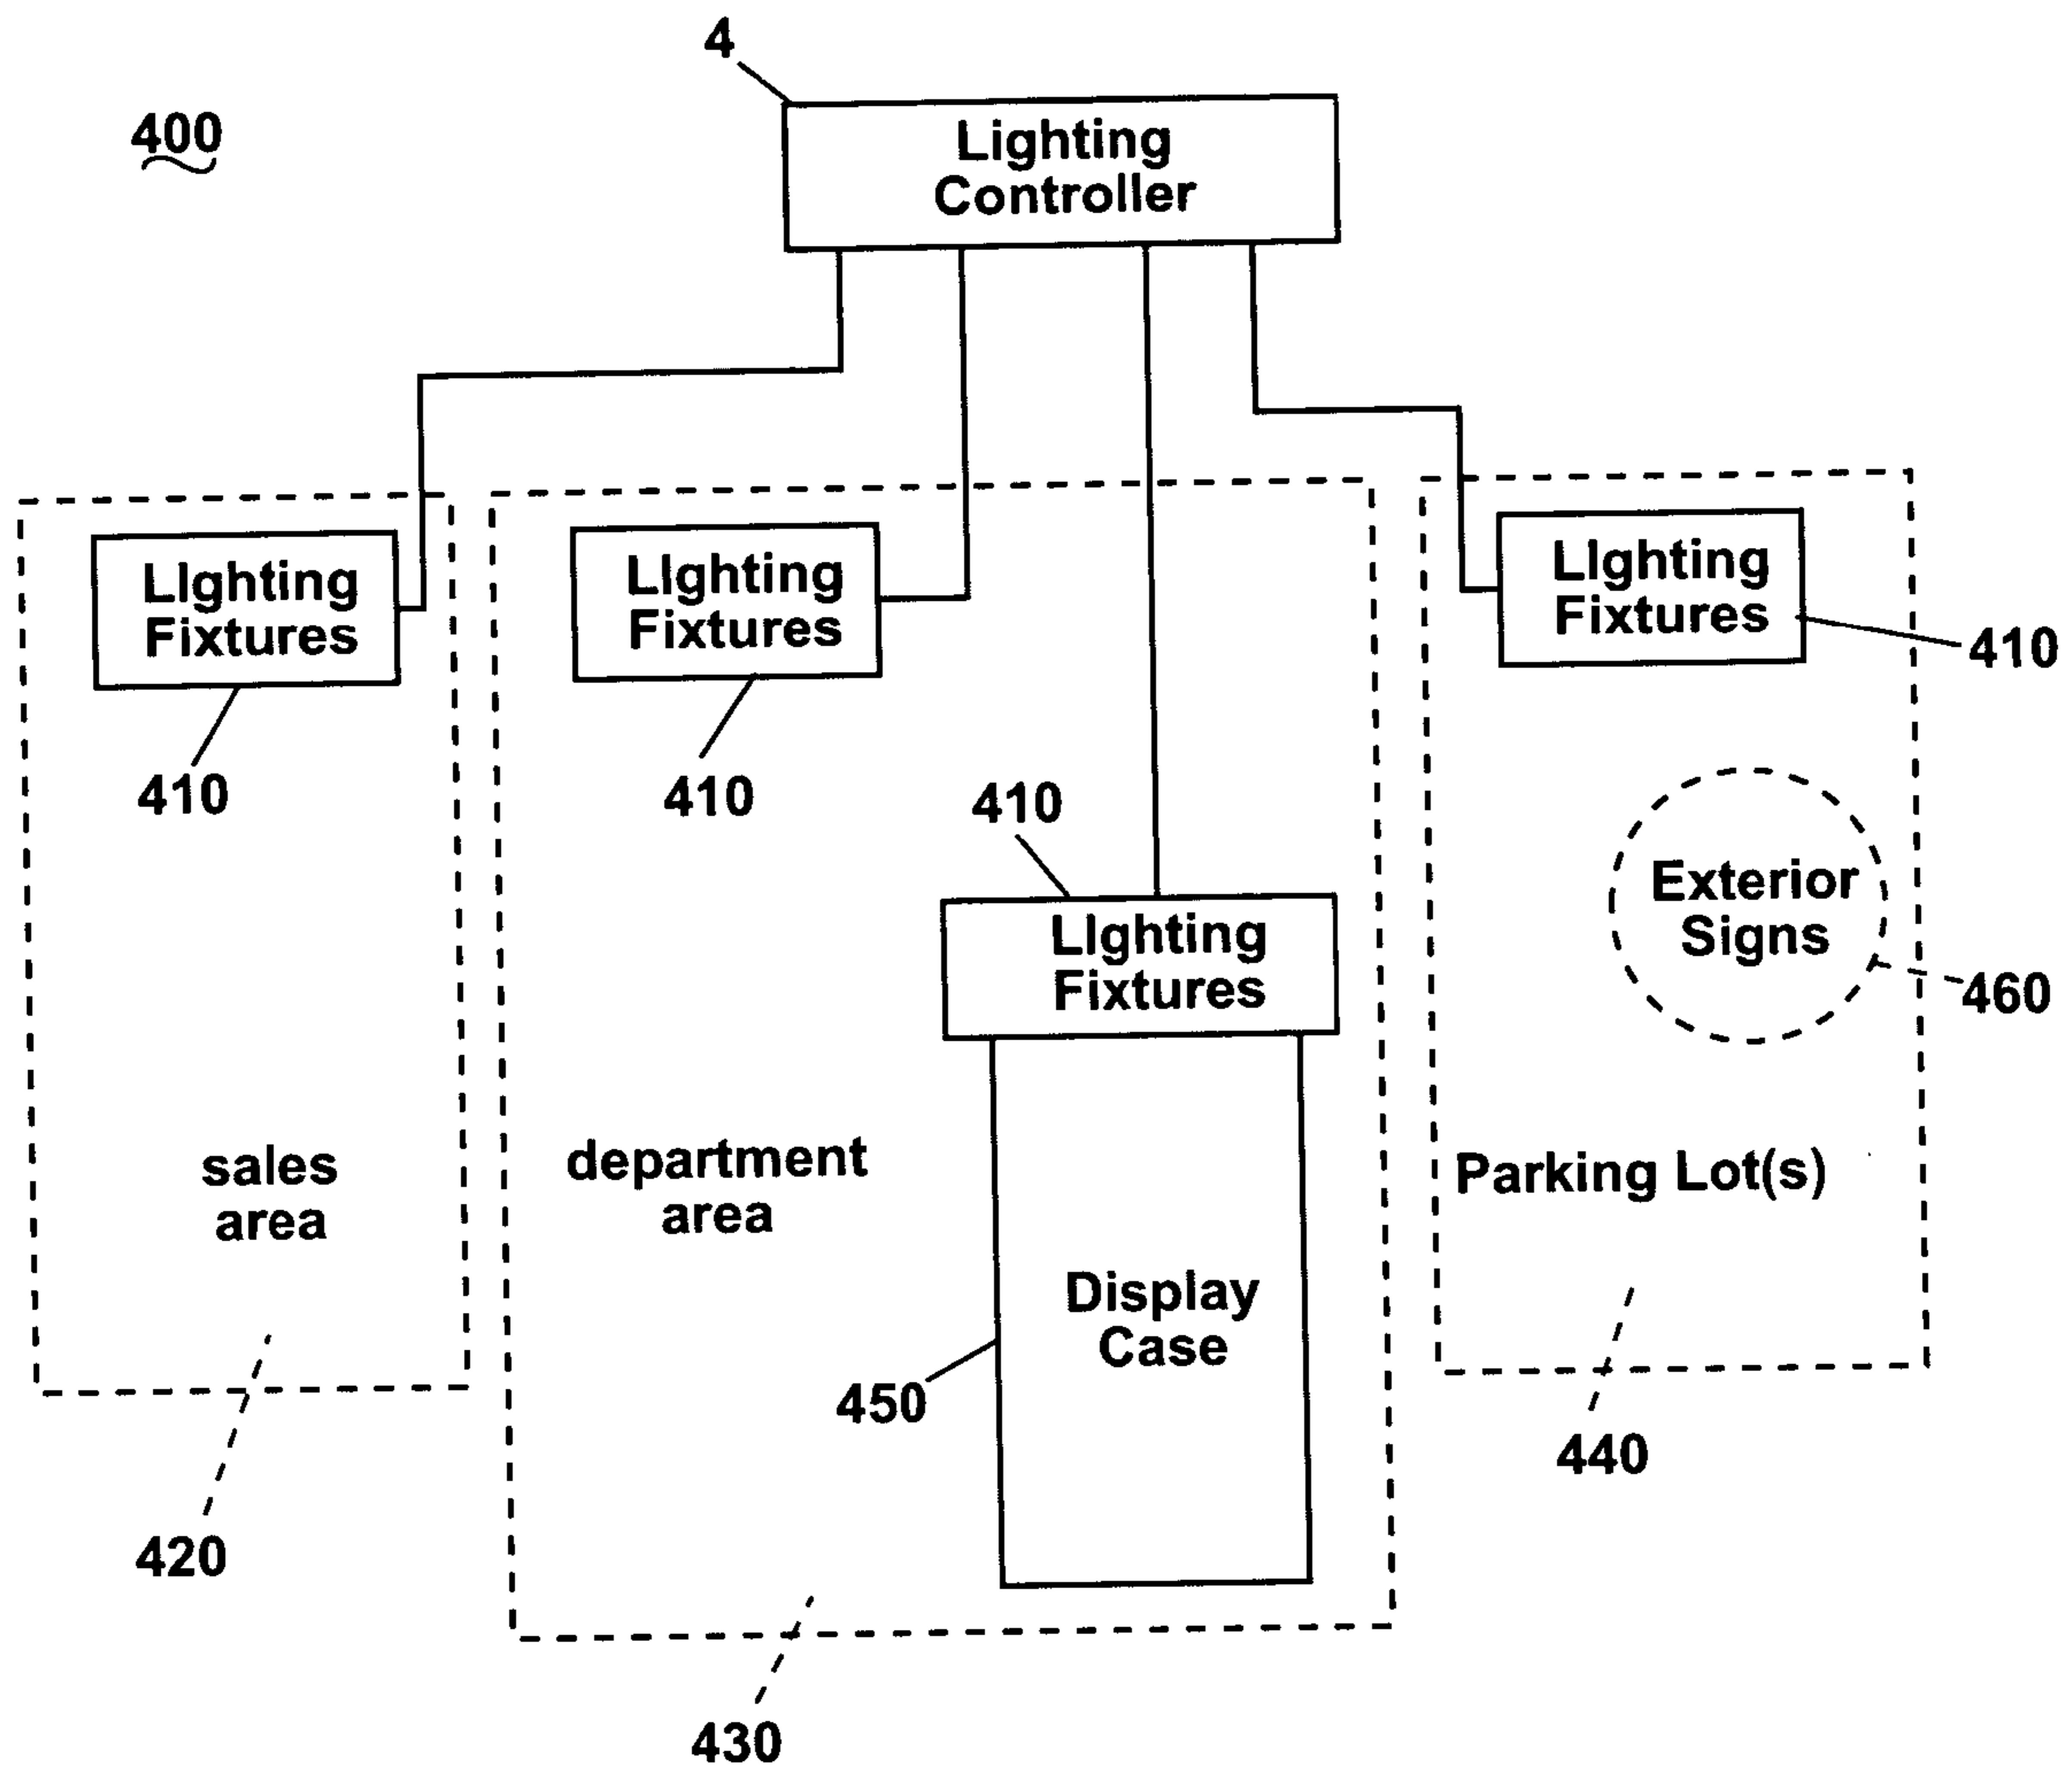 4
400
Lighting
Controller
LIghting
Fixtures
LIghting
Fixtures
LIghting
Fixtures
410
410
410
410
LIghting
Fixtures
Exterior
Signs
460
sales
area
department
area
Parking Lot(s)
Display
Case
450
440
420
430